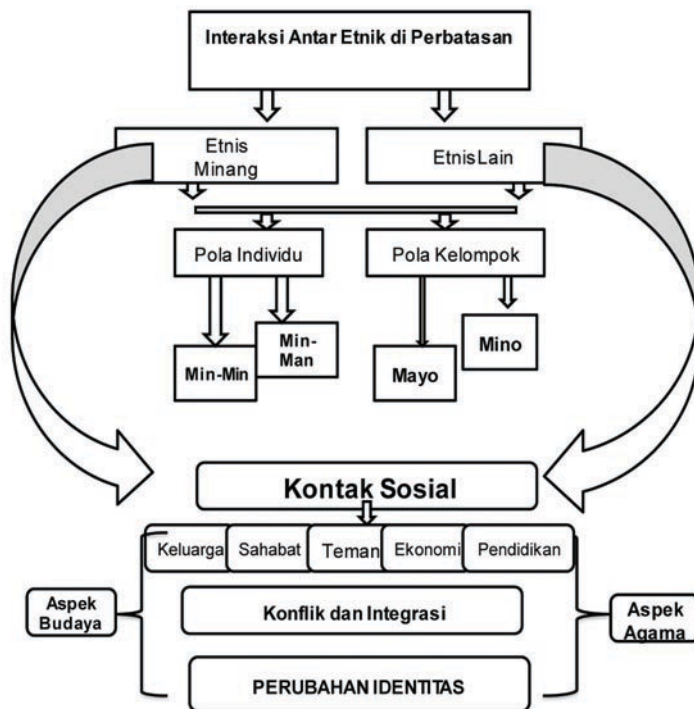 Interaksi Antar Etnik di Perbatasan
Etnis
Minang
EtnisLain
Pola Individu
Pola Kelompok
Min-Min
Min-
Man
Mayo
Mino
Kontak Sosial
Keluarga
Sahabat
Teman
Ekonomi
Pendidikan
Aspek
Budaya
Konflik dan Integrasi
Aspek
Agama
PERUBAHAN IDENTITAS